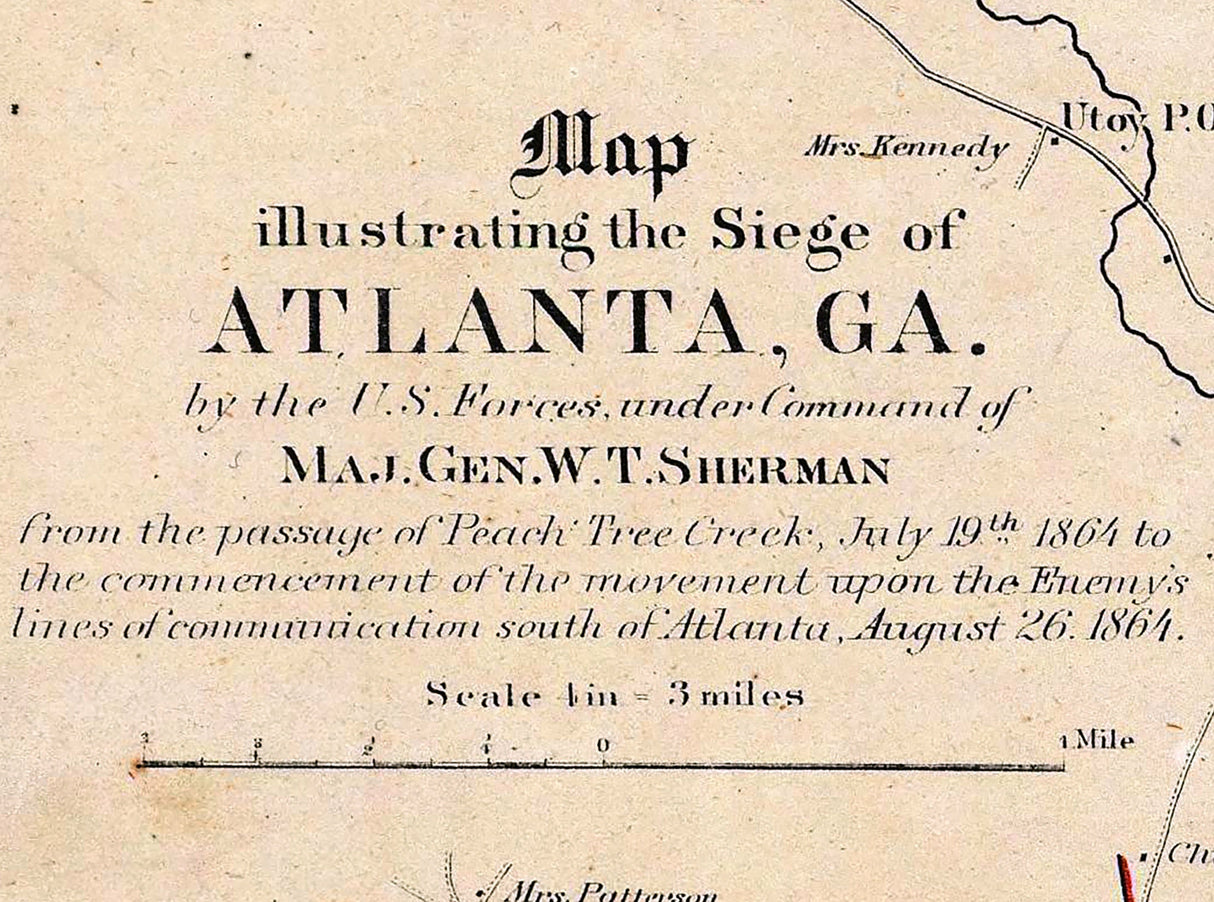 Utoy P.O
Mrs. Kennedy
Map
illustrating the Siege of
ATLANTA, GA.
by the U.S. Forces, under Command of
MAJ. GEN. W. T. SHERMAN
from the passage of Peach Tree Creek, July 19th 1864 to
the commencement of the movement upon the Enemy's
lines of communication south of Atlanta, August 26. 1864.
Scale 4 in = 3 miles
0 1 Mile
Ch
Mrs. Patterson